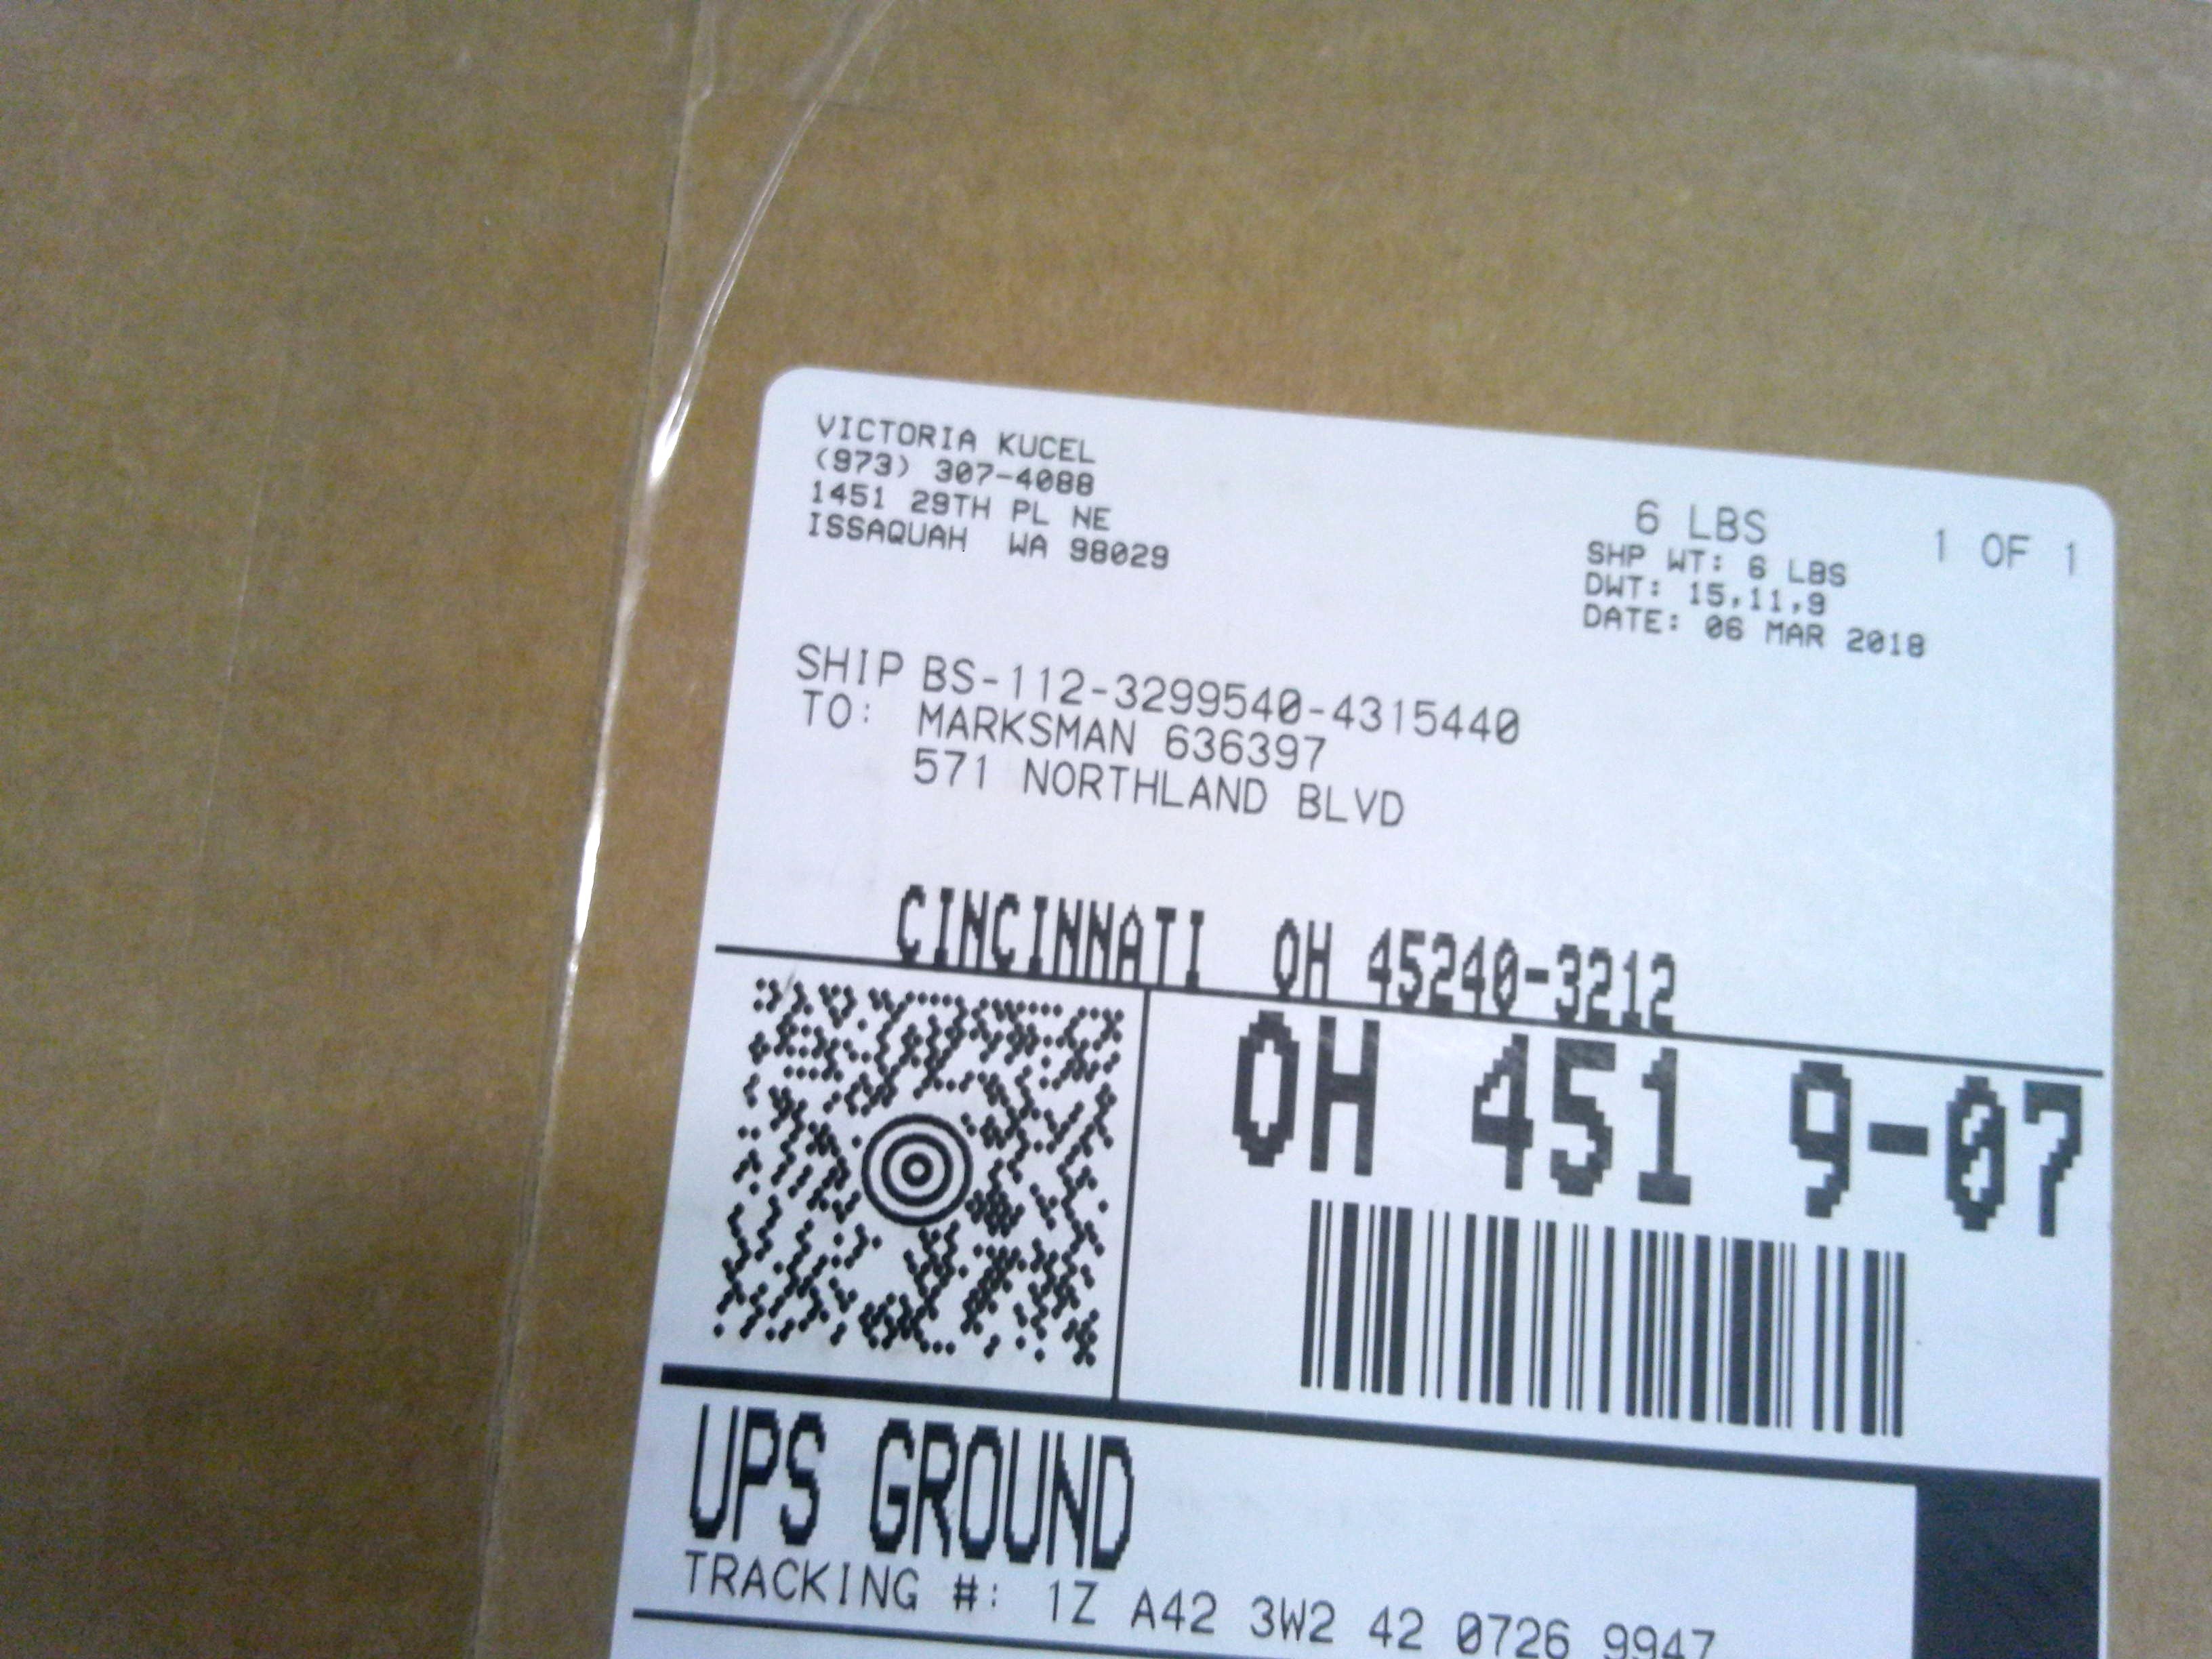 VICTORIA KUCEL
(973) 307-4088
1451 29TH PL NE
ISSAQUAH WA 98029
6 LBS 1 OF 1
SHP WT: 6 LBS
DWT: 15,11,9
DATE: 06 MAR 2018
SHIP BS-112-3299540-4315440
TO: MARKSMAN 636397
571 NORTHLAND BLVD
CINCINNATI OH 45240-3212
OH 451 9-07
UPS GROUND
TRACKING #: 1Z A42 3W2 42 0726 9947